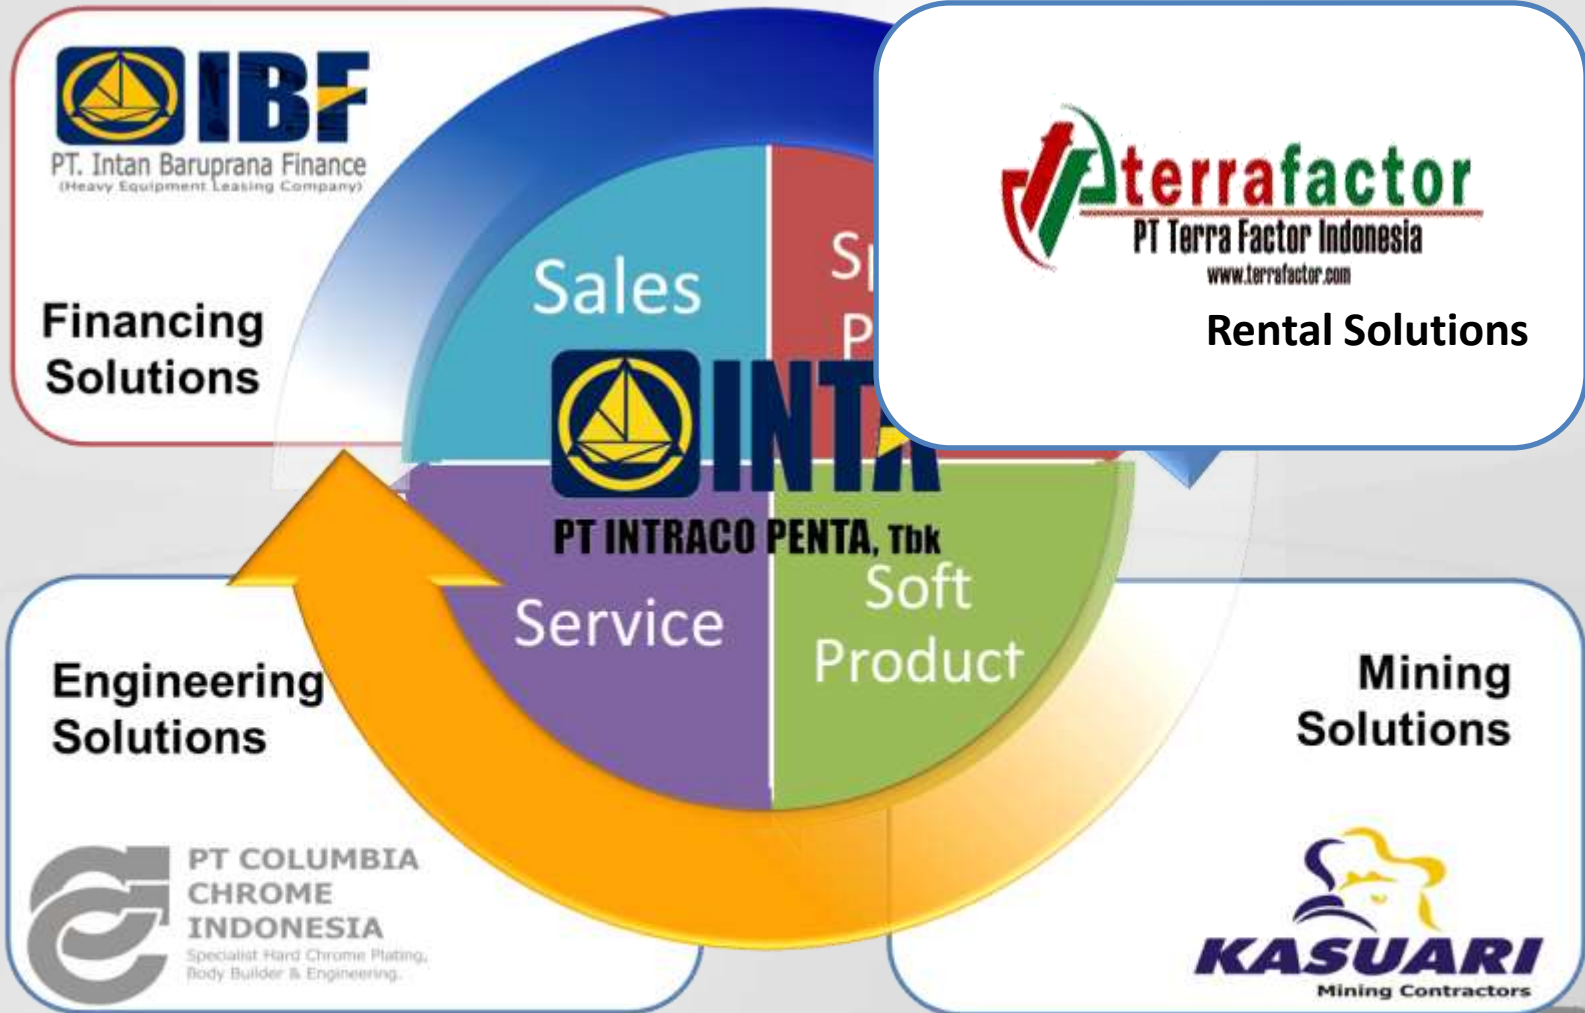 IBF
PT. Intan Baruprana Finance
(Heavy Equipment Leasing Company)
Financing
Solutions
terrafactor
PT Terra Factor Indonesia
www.terrafactor.com
Rental Solutions
Sales
INTA
PT INTRACO PENTA, Tbk
Service
Soft
Product
Engineering
Solutions
PT COLUMBIA
CHROME
INDONESIA
Specialist Hard Chrome Plating,
Body Builder & Engineering.
Mining
Solutions
KASUARI
Mining Contractors